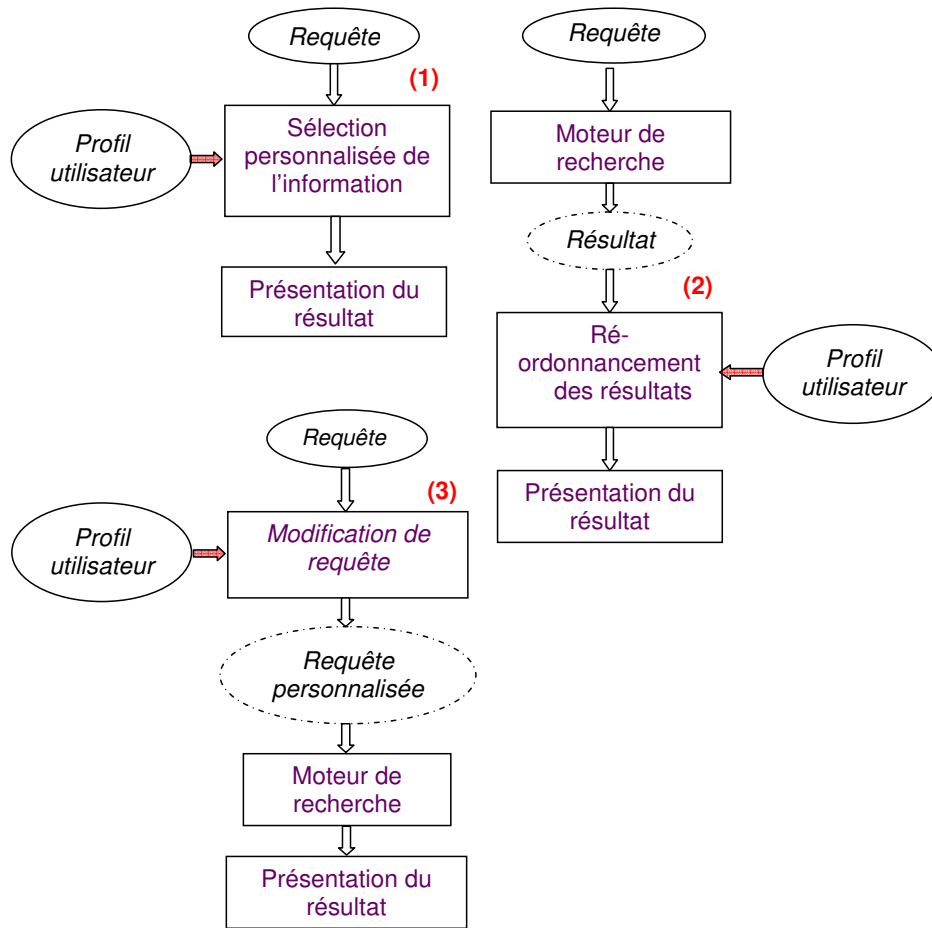 Requête
(1)
Profil
utilisateur
Sélection
personnalisée de
l'information
Présentation du
résultat
Requête
Moteur de
recherche
Résultat
(2)
Ré-
ordonnancement
des résultats
Profil
utilisateur
Présentation du
résultat
Requête
(3)
Profil
utilisateur
Modification de
requête
Requête
personnalisée
Moteur de
recherche
Présentation du
résultat